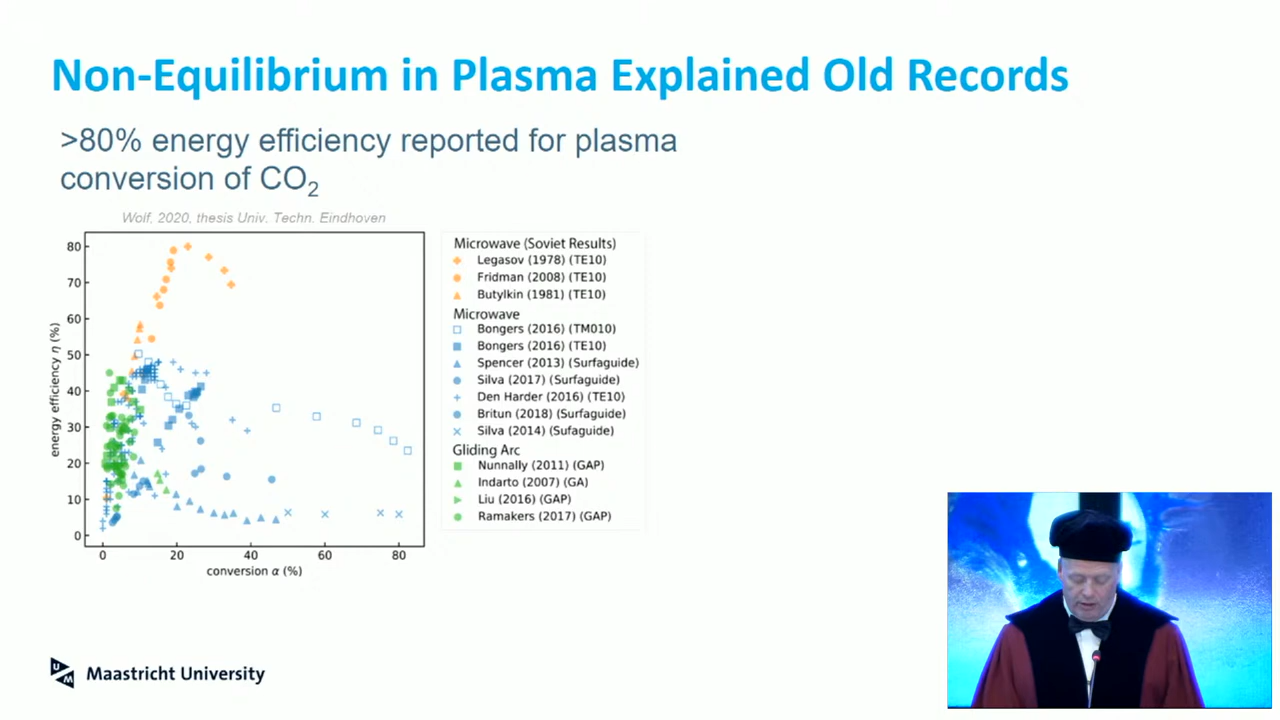 Non-Equilibrium in Plasma Explained Old Records
>80% energy efficiency reported for plasma
conversion of CO2
Wolf, 2020, thesis Univ. Techn. Eindhoven
energy efficiency η (%)
80
70
60
50
40
30
20
10
0
0 20 40 60 80
conversion α (%)
Microwave (Soviet Results)
Legasov (1978) (TE10)
Fridman (2008) (TE10)
Butylkin (1981) (TE10)
Microwave
Bongers (2016) (TM010)
Bongers (2016) (TE10)
Spencer (2013) (Surfaguide)
Silva (2017) (Surfaguide)
Den Harder (2016) (TE10)
Britun (2018) (Surfaguide)
Silva (2014) (Sufaguide)
Gliding Arc
Nunnally (2011) (GAP)
Indarto (2007) (GA)
Liu (2016) (GAP)
Ramakers (2017) (GAP)
UM
Maastricht University